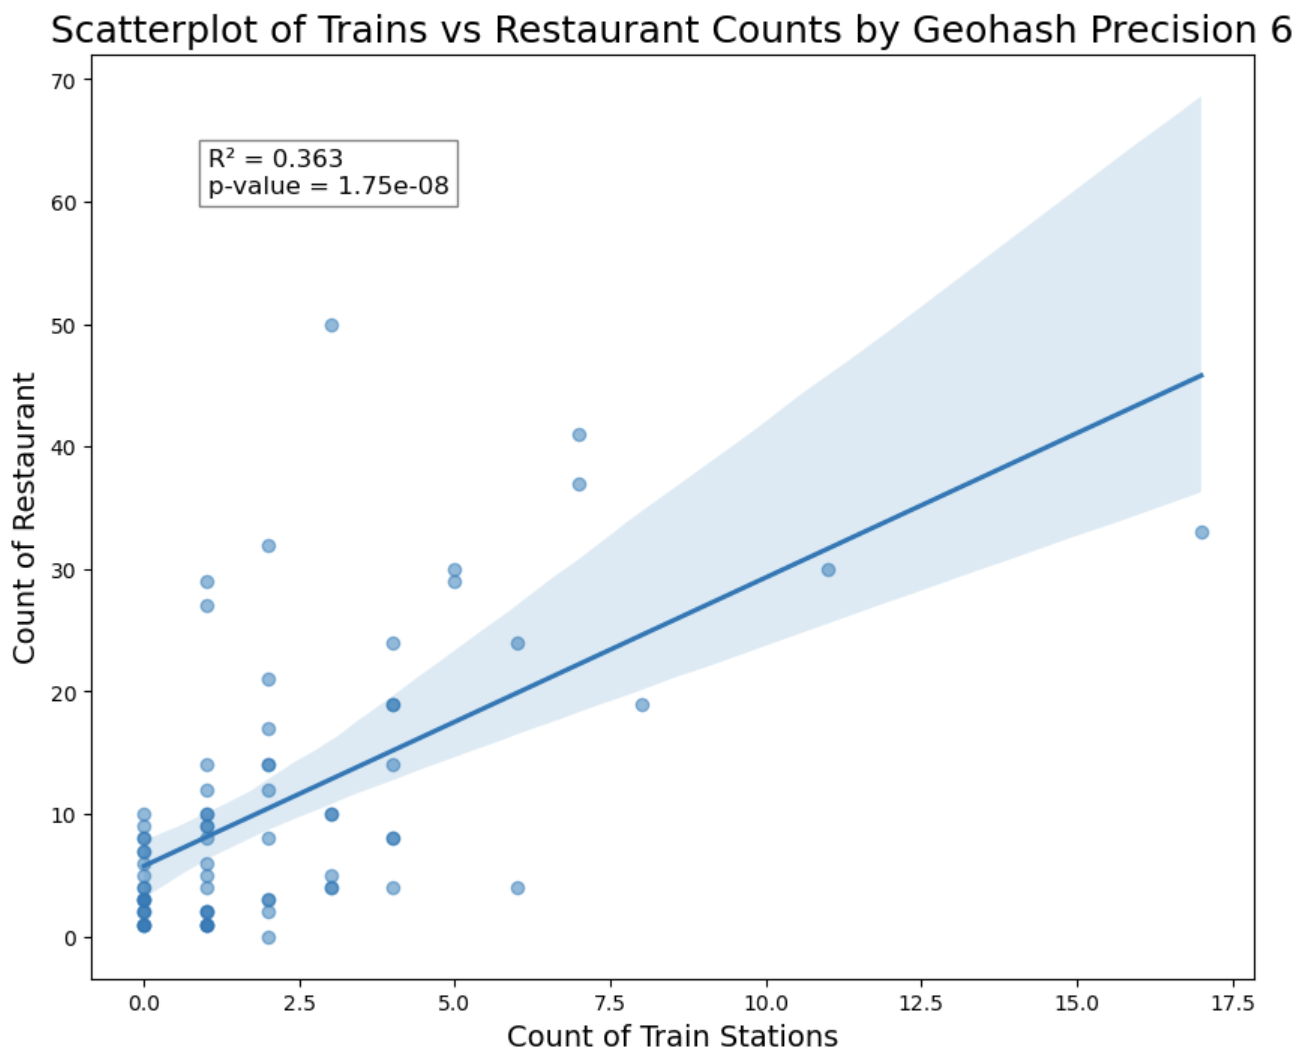 Scatterplot of Trains vs Restaurant Counts by Geohash Precision 6
70
R² = 0.363
p-value = 1.75e-08
60
50
40
Count of Restaurant
30
20
10
0
0.0 2.5 5.0 7.5 10.0 12.5 15.0 17.5
Count of Train Stations